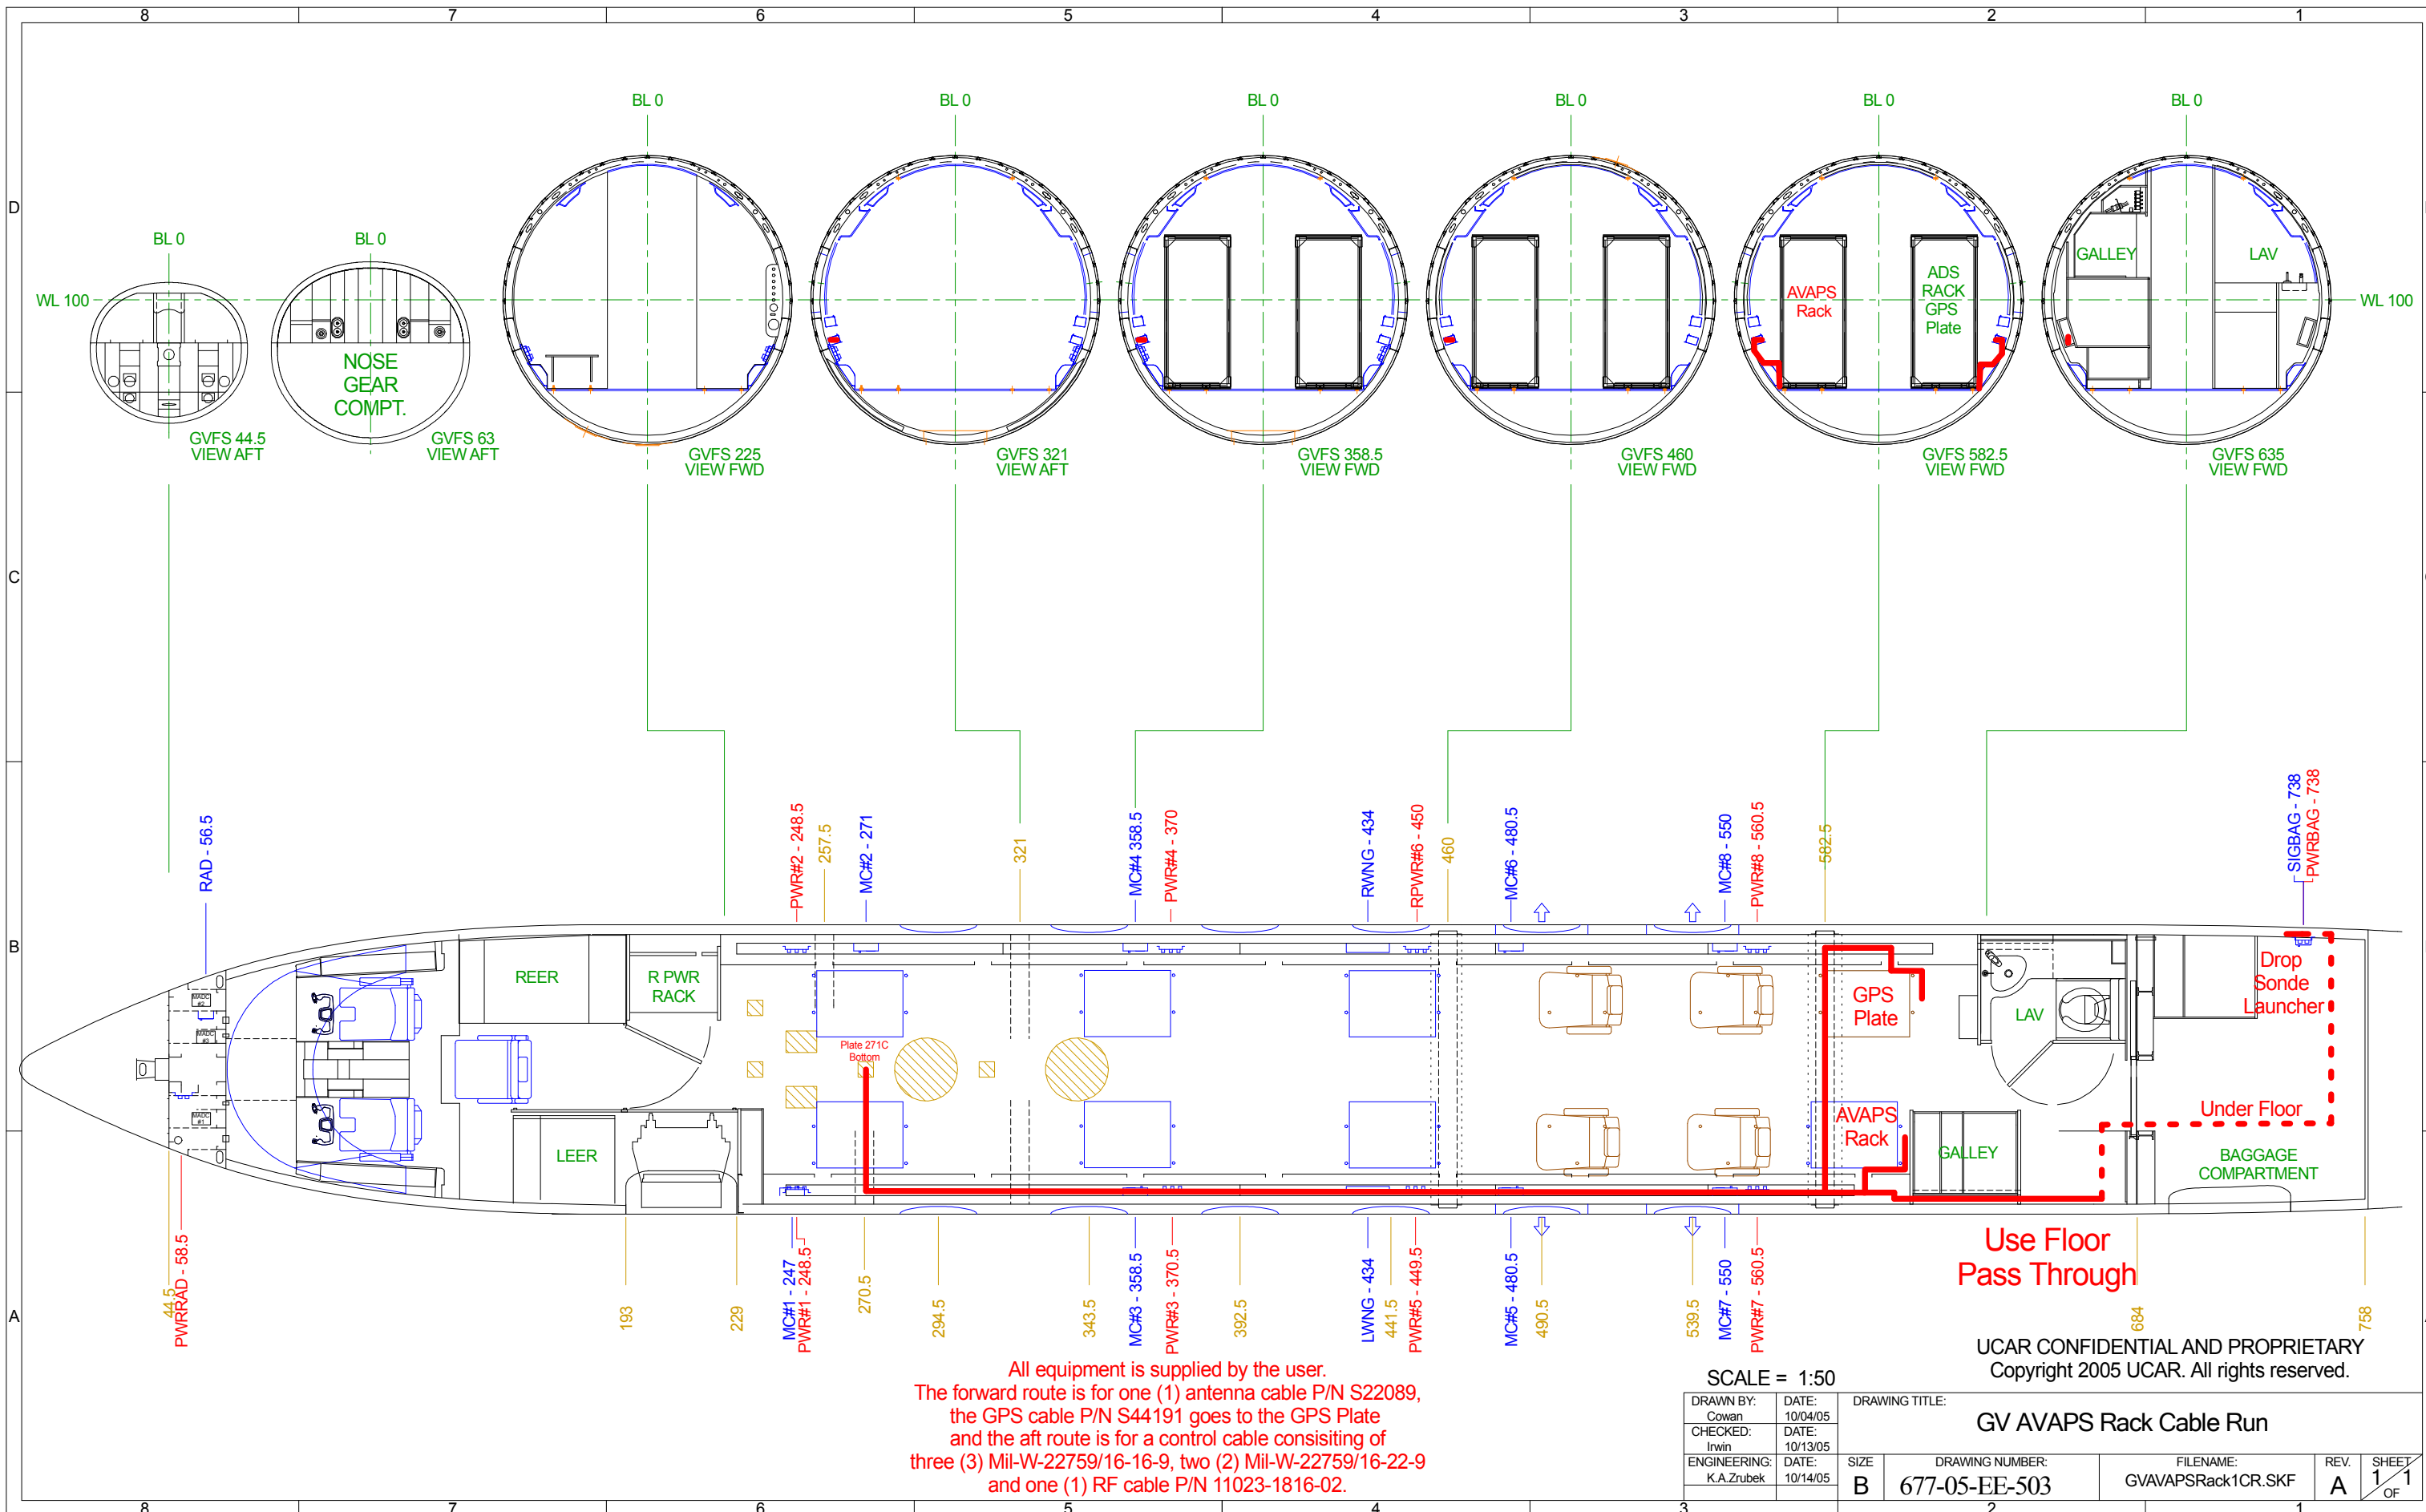 8 7 6 5 4 3 2 1
D
C
B
A
BL 0
BL 0
BL 0
BL 0
BL 0
BL 0
BL 0
BL 0
WL 100
WL 100
NOSE
GEAR
COMPT.
AVAPS
Rack
ADS
RACK
GPS
Plate
GALLEY
LAV
GVFS 44.5
VIEW AFT
GVFS 63
VIEW AFT
GVFS 225
VIEW FWD
GVFS 321
VIEW AFT
GVFS 358.5
VIEW FWD
GVFS 460
VIEW FWD
GVFS 582.5
VIEW FWD
GVFS 635
VIEW FWD
RAD - 56.5
PWR#2 - 248.5
257.5
MC#2 - 271
321
MC#4 358.5
PWR#4 - 370
RWNG - 434
RPWR#6 - 450
460
MC#6 - 480.5
MC#8 - 550
PWR#8 - 560.5
582.5
SIGBAG - 738
PWRBAG - 738
MADC
#2
MADC
#3
MADC
#1
REER
R PWR
RACK
LEER
Plate 271C
Bottom
GPS
Plate
AVAPS
Rack
LAV
GALLEY
Drop
Sonde
Launcher
Under Floor
BAGGAGE
COMPARTMENT
Use Floor
Pass Through
44.5
PWRRAD - 58.5
193
229
MC#1 - 247
PWR#1 - 248.5
270.5
294.5
343.5
MC#3 - 358.5
PWR#3 - 370.5
392.5
LWNG - 434
441.5
PWR#5 - 449.5
MC#5 - 480.5
490.5
539.5
MC#7 - 550
PWR#7 - 560.5
684
758
All equipment is supplied by the user.
The forward route is for one (1) antenna cable P/N S22089,
the GPS cable P/N S44191 goes to the GPS Plate
and the aft route is for a control cable consisiting of
three (3) Mil-W-22759/16-16-9, two (2) Mil-W-22759/16-22-9
and one (1) RF cable P/N 11023-1816-02.
UCAR CONFIDENTIAL AND PROPRIETARY
Copyright 2005 UCAR. All rights reserved.
SCALE = 1:50
DRAWN BY:
Cowan
DATE:
10/04/05
CHECKED:
Irwin
DATE:
10/13/05
ENGINEERING:
K.A.Zrubek
DATE:
10/14/05
DRAWING TITLE:
GV AVAPS Rack Cable Run
SIZE
B
DRAWING NUMBER:
677-05-EE-503
FILENAME:
GVAVAPSRack1CR.SKF
REV.
A
SHEET
1 OF 1
8 7 6 5 4 3 2 1